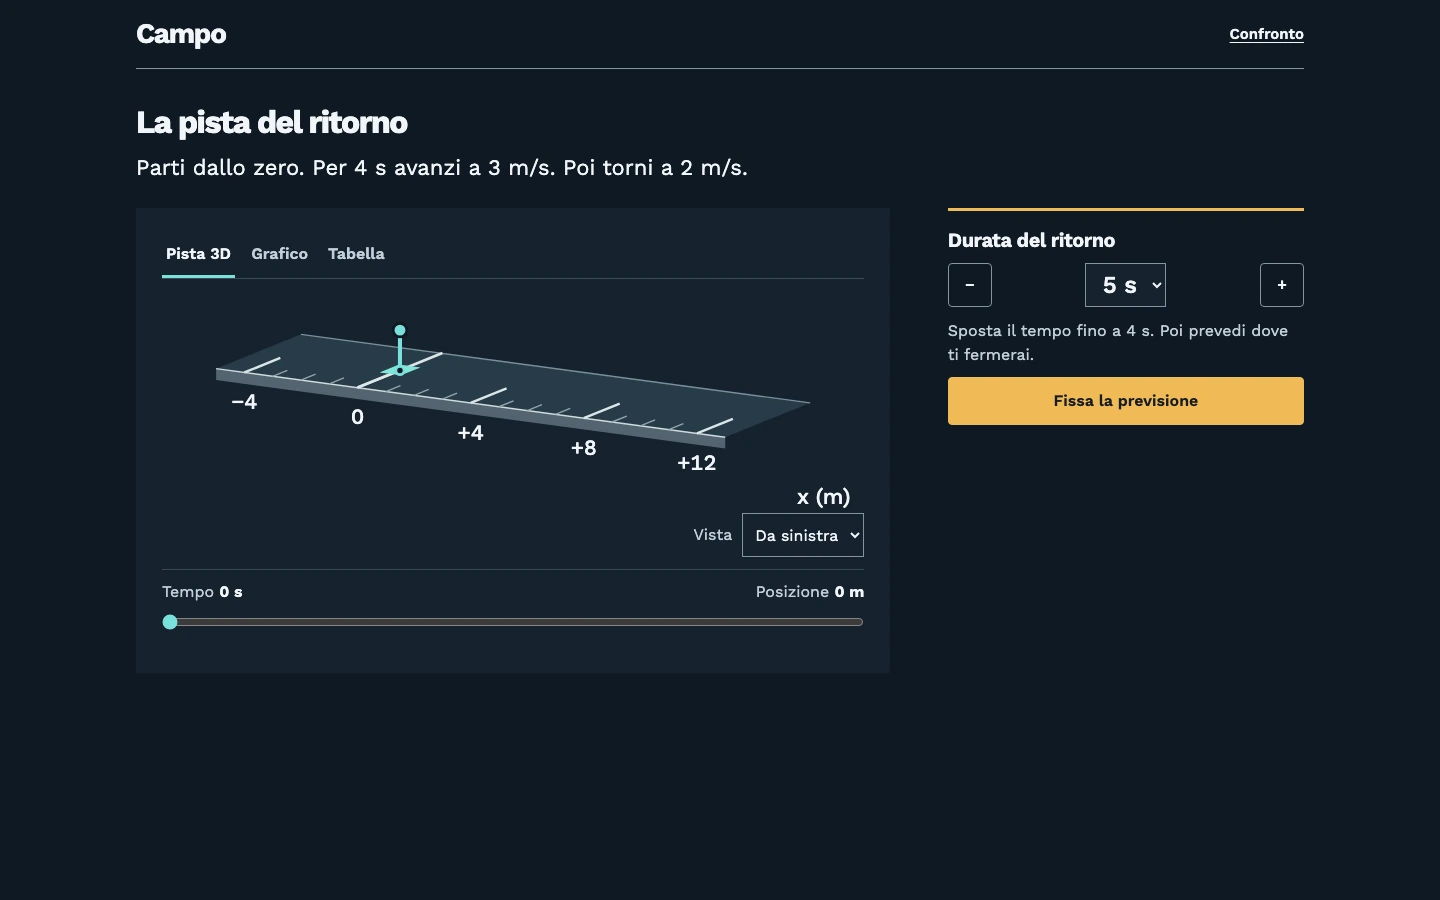 Campo
Confronto
La pista del ritorno
Parti dallo zero. Per 4 s avanzi a 3 m/s. Poi torni a 2 m/s.
Pista 3D
Grafico
Tabella
−4
0
+4
+8
+12
x (m)
Vista
Da sinistra
Tempo 0 s
Posizione 0 m
Durata del ritorno
−
5 s
+
Sposta il tempo fino a 4 s. Poi prevedi dove
ti fermerai.
Fissa la previsione